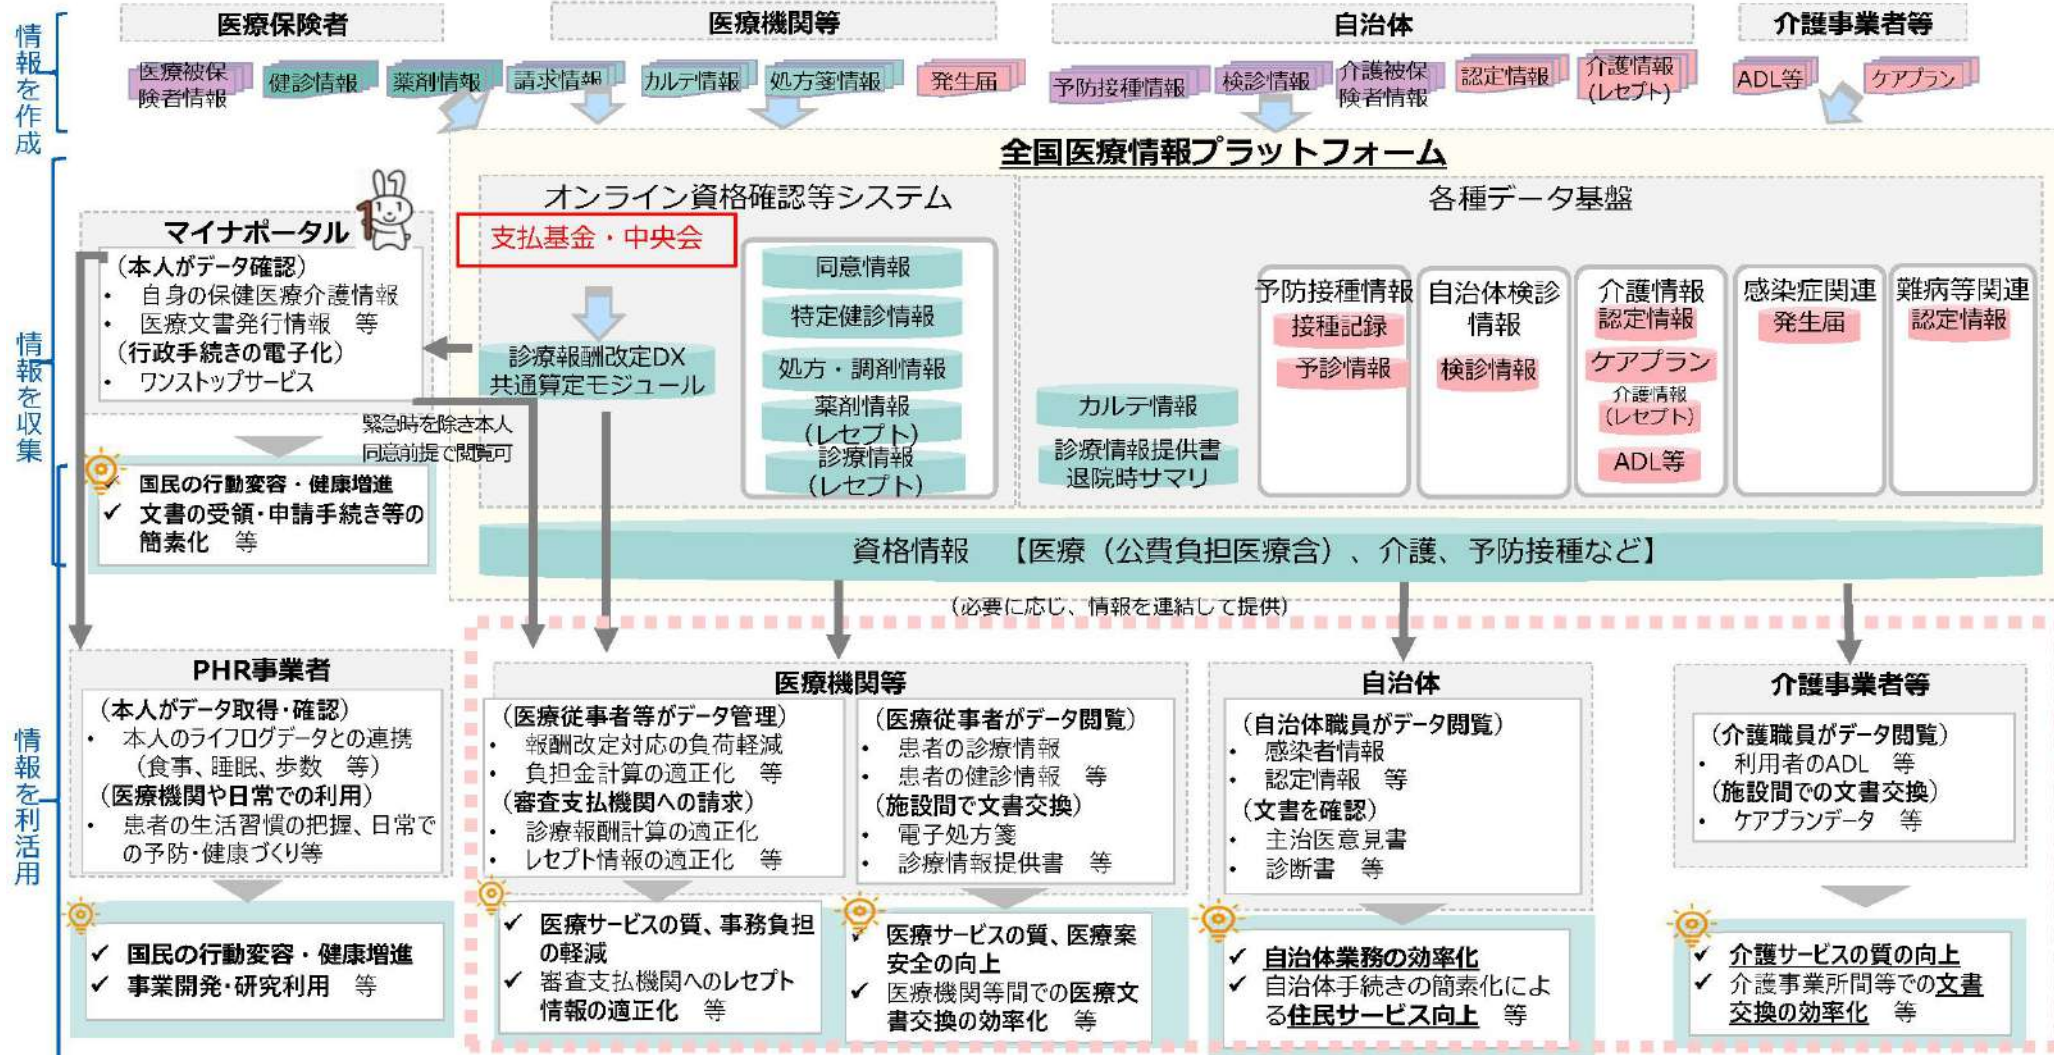 情報を作成
医療保険者
医療機関等
自治体
介護事業者等
医療被保
険者情報
健診情報
薬剤情報
請求情報
カルテ情報
処方箋情報
発生届
予防接種情報
検診情報
介護被保
険者情報
認定情報
介護情報
(レセプト)
ADL等
ケアプラン
全国医療情報プラットフォーム
情報を収集
マイナポータル
(本人がデータ確認)
・ 自身の保健医療介護情報
・ 医療文書発行情報 等
(行政手続きの電子化)
・ ワンストップサービス
緊急時を除き本人
同意前提で閲覧可
国民の行動変容・健康増進
✓ 文書の受領・申請手続き等の
簡素化 等
オンライン資格確認等システム
支払基金・中央会
診療報酬改定DX
共通算定モジュール
同意情報
特定健診情報
処方・調剤情報
薬剤情報
(レセプト)
診療情報
(レセプト)
各種データ基盤
カルテ情報
診療情報提供書
退院時サマリ
予防接種情報
接種記録
予診情報
自治体検診
情報
検診情報
介護情報
認定情報
ケアプラン
介護情報
(レセプト)
ADL等
感染症関連
発生届
難病等関連
認定情報
資格情報 【医療（公費負担医療含）、介護、予防接種など】
(必要に応じ、情報を連結して提供)
情報を利活用
PHR事業者
(本人がデータ取得・確認)
・ 本人のライフログデータとの連携
(食事、睡眠、歩数 等)
(医療機関や日常での利用)
・ 患者の生活習慣の把握、日常で
の予防・健康づくり等
✓ 国民の行動変容・健康増進
✓ 事業開発・研究利用 等
医療機関等
(医療従事者等がデータ管理)
・ 報酬改定対応の負荷軽減
・ 負担金計算の適正化 等
(審査支払機関への請求)
・ 診療報酬計算の適正化
・ レセプト情報の適正化 等
✓ 医療サービスの質、事務負担
の軽減
✓ 審査支払機関へのレセプト
情報の適正化 等
(医療従事者がデータ閲覧)
・ 患者の診療情報
・ 患者の健診情報 等
(施設間で文書交換)
・ 電子処方箋
・ 診療情報提供書 等
✓ 医療サービスの質、医療案
安全の向上
✓ 医療機関等間での医療文
書交換の効率化 等
自治体
(自治体職員がデータ閲覧)
・ 感染者情報
・ 認定情報 等
(文書を確認)
・ 主治医意見書
・ 診断書 等
✓ 自治体業務の効率化
✓ 自治体手続きの簡素化によ
る住民サービス向上 等
介護事業者等
(介護職員がデータ閲覧)
・ 利用者のADL 等
(施設間での文書交換)
・ ケアプランデータ 等
✓ 介護サービスの質の向上
✓ 介護事業所間等での文書
交換の効率化 等